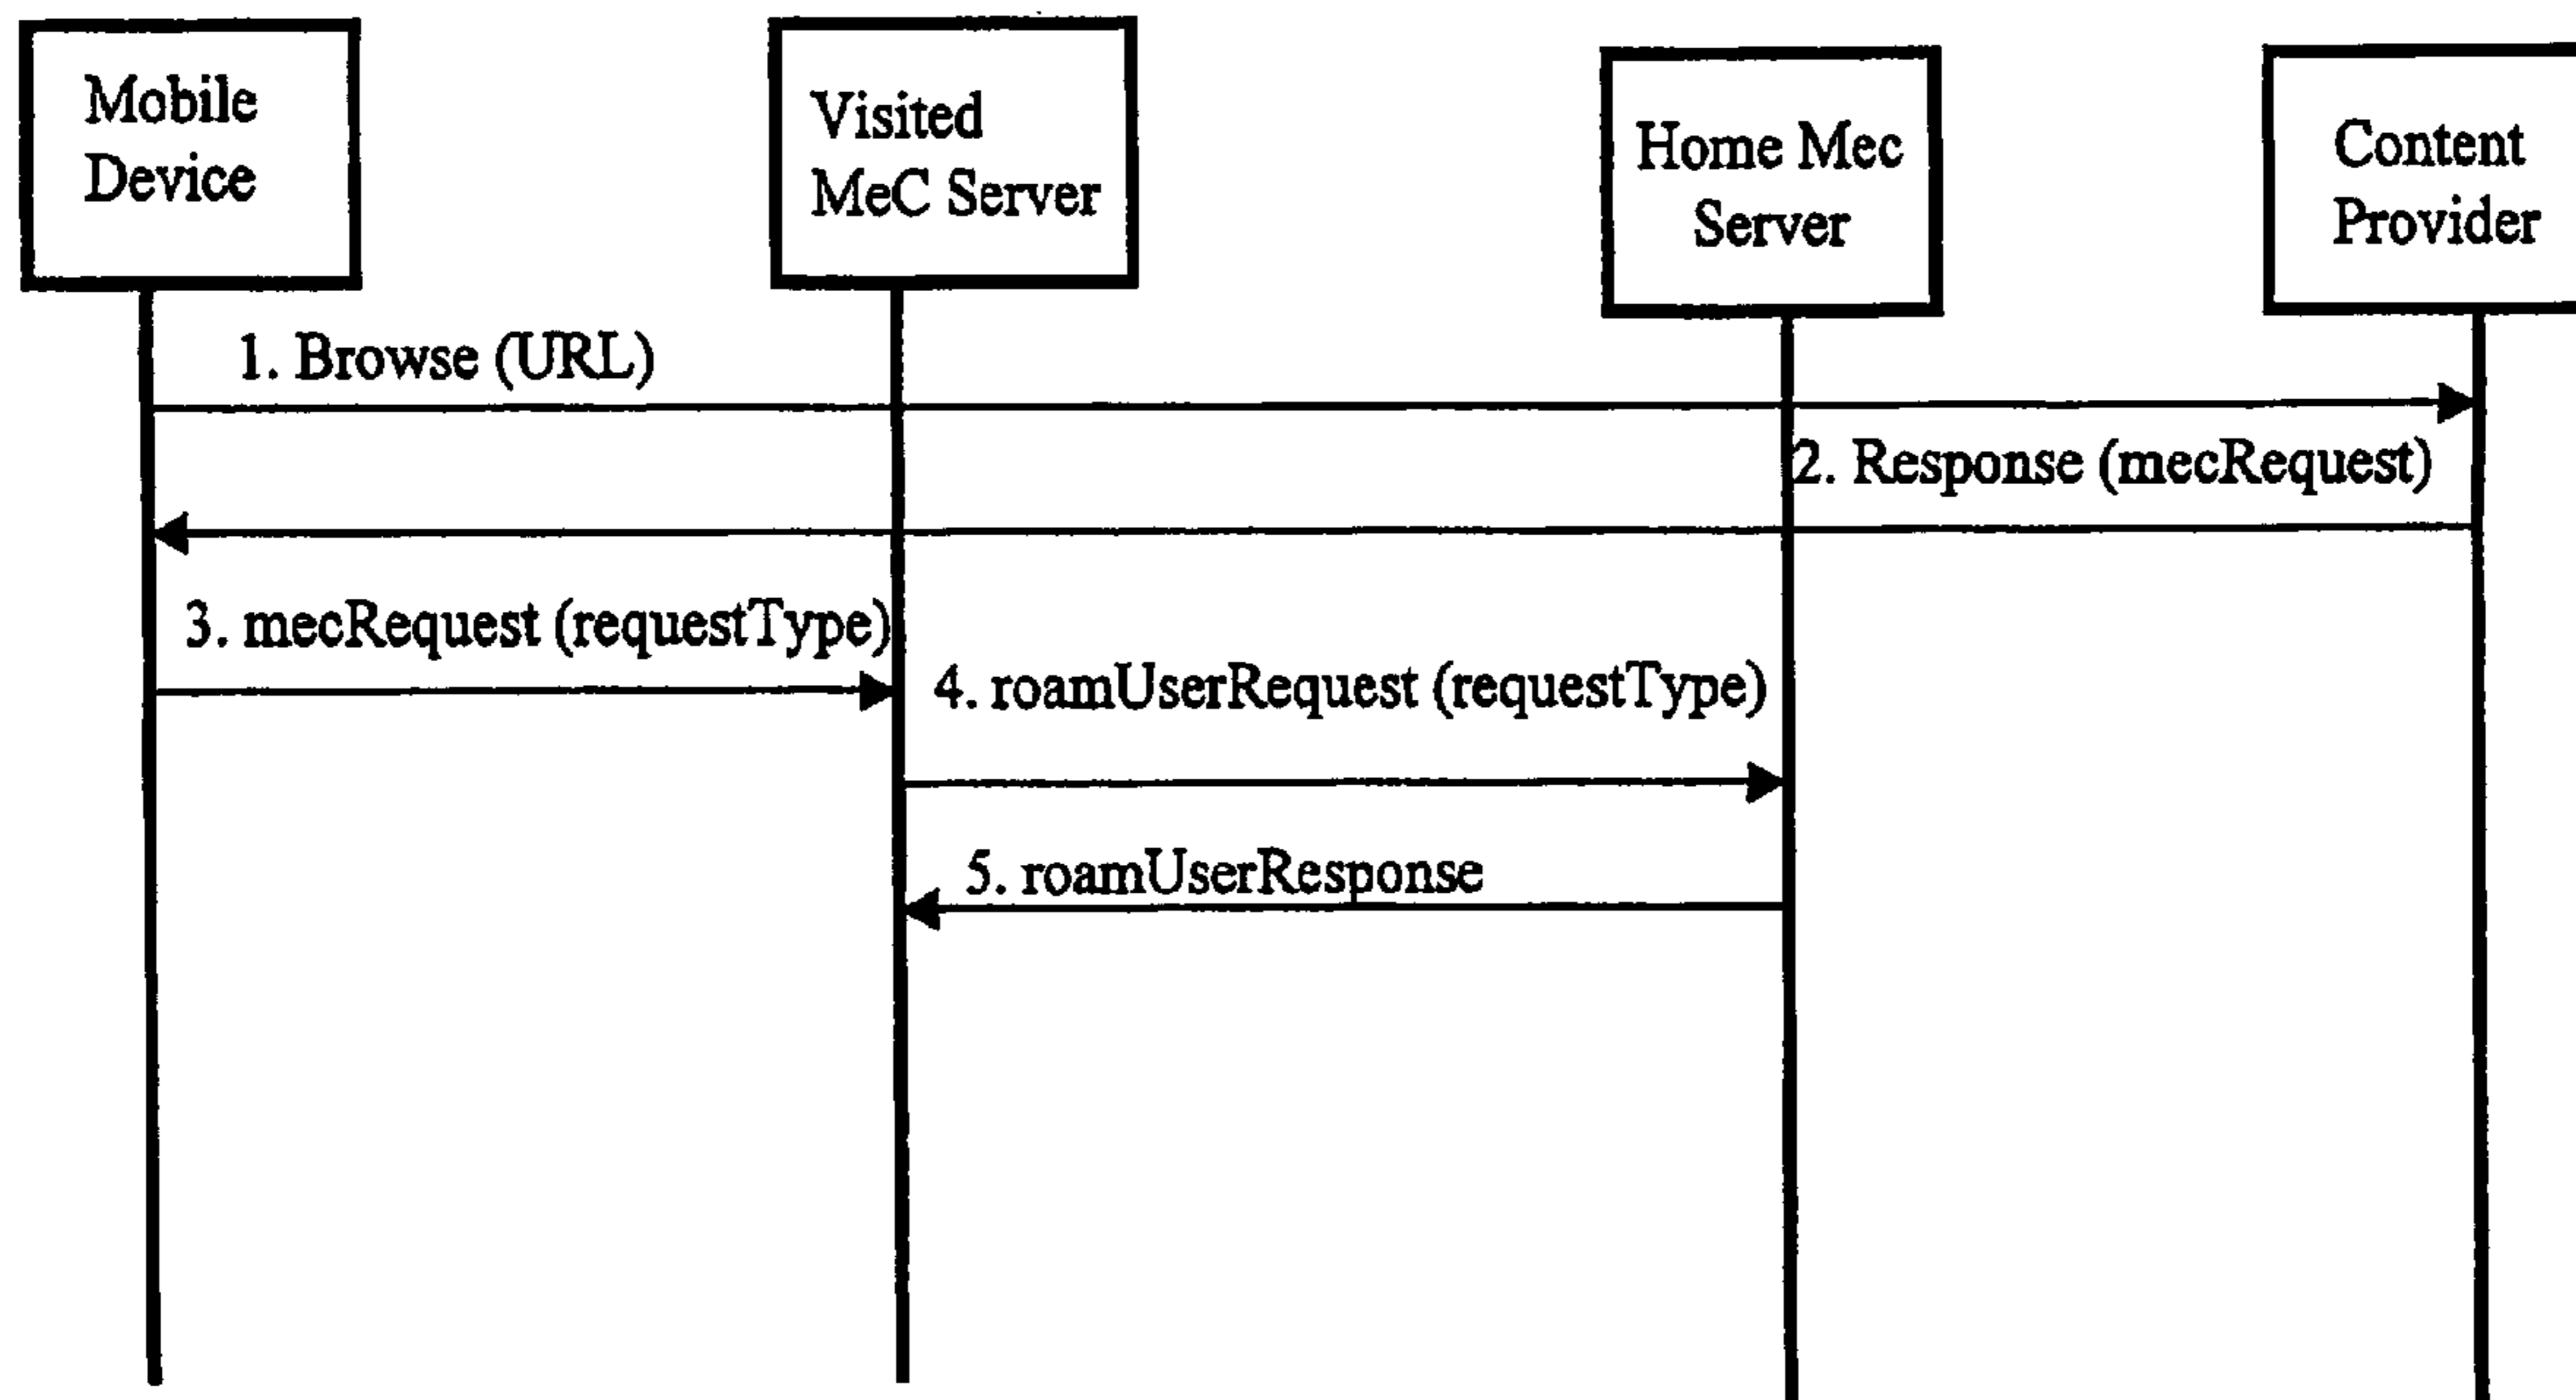 Mobile
Device
Visited
MeC Server
Home Mec
Server
Content
Provider
1. Browse (URL)
2. Response (mecRequest)
3. mecRequest (requestType)
4. roamUserRequest (requestType)
5. roamUserResponse